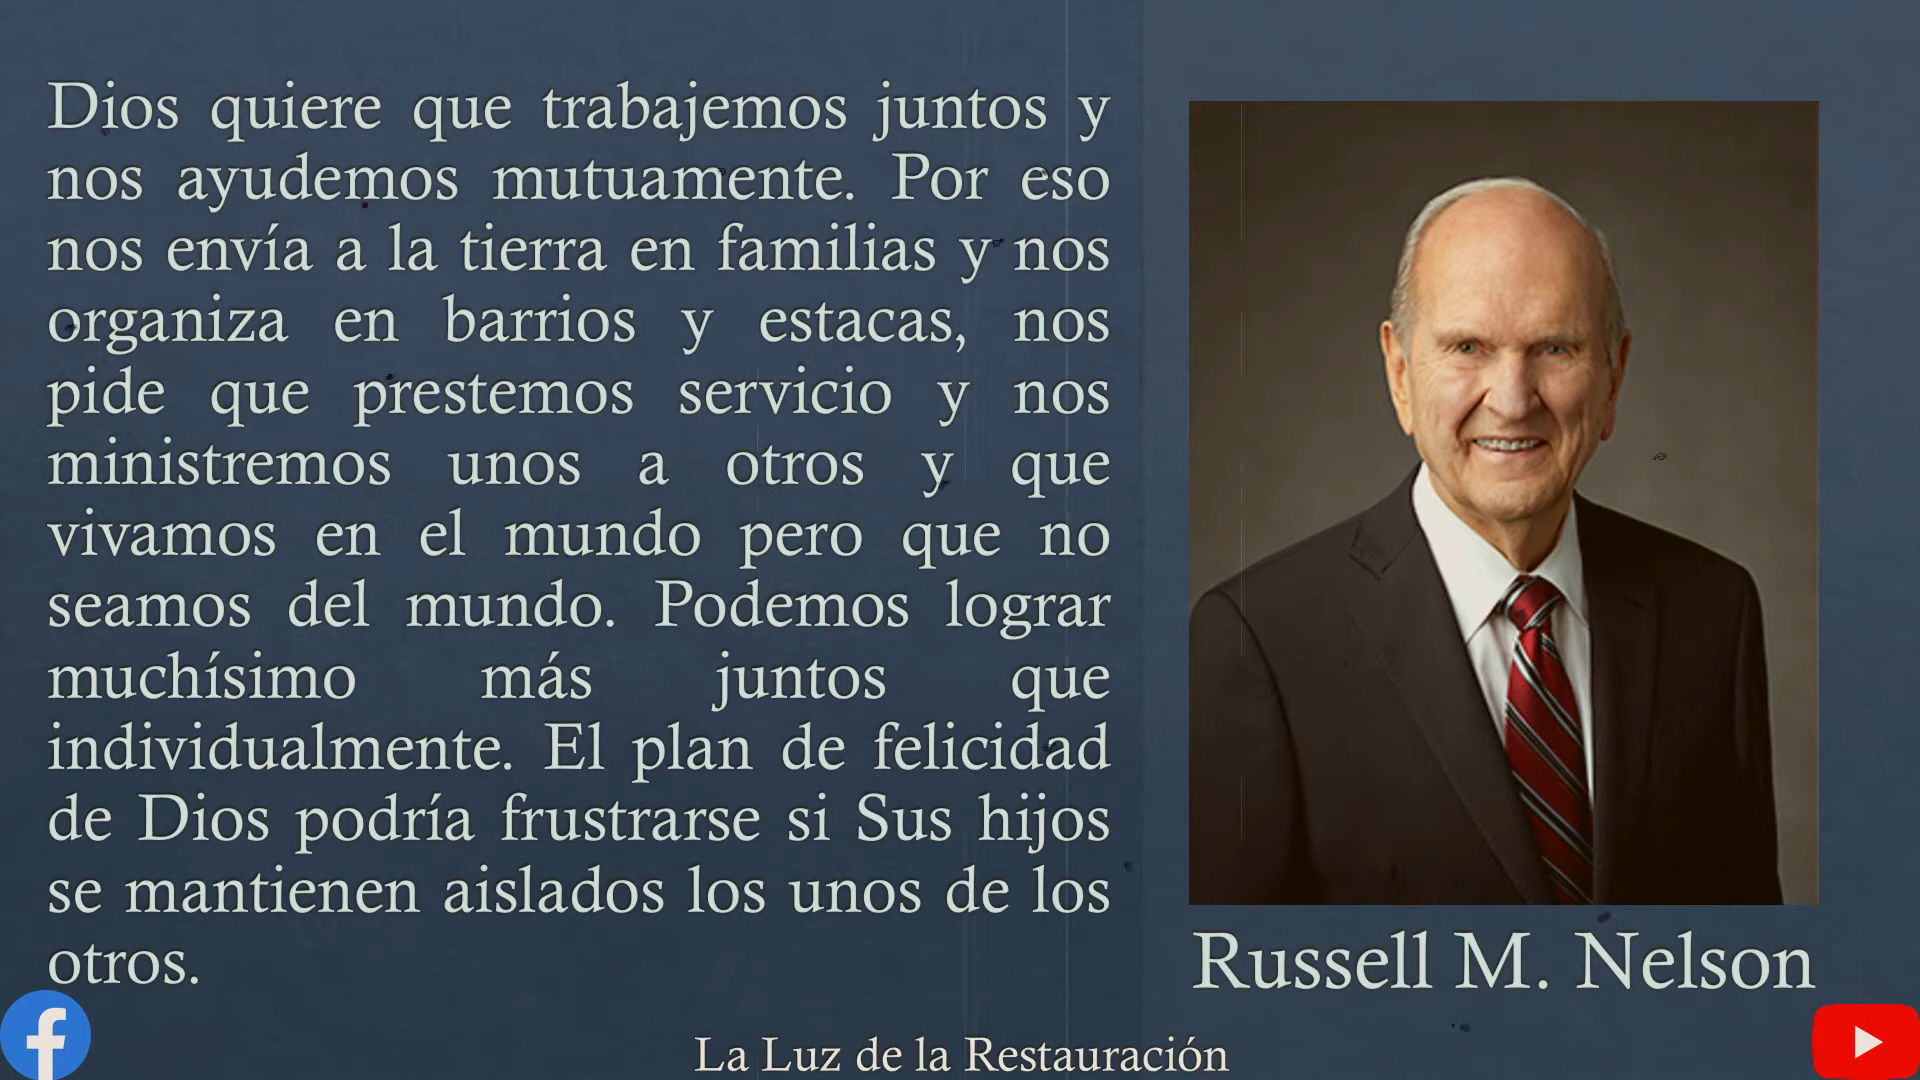 Dios quiere que trabajemos juntos y
nos ayudemos mutuamente. Por eso
nos envía a la tierra en familias y nos
organiza en barrios y estacas, nos
pide que prestemos servicio y nos
ministremos unos a otros y que
vivamos en el mundo pero que no
seamos del mundo. Podemos lograr
muchísimo más juntos que
individualmente. El plan de felicidad
de Dios podría frustrarse si Sus hijos
se mantienen aislados los unos de los
otros.
Russell M. Nelson
La Luz de la Restauración